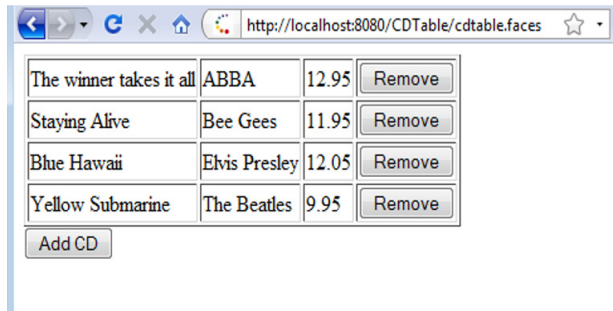 http://localhost:8080/CDTable/cdtable.faces
The winner takes it all ABBA 12.95 Remove
Staying Alive Bee Gees 11.95 Remove
Blue Hawaii Elvis Presley 12.05 Remove
Yellow Submarine The Beatles 9.95 Remove
Add CD